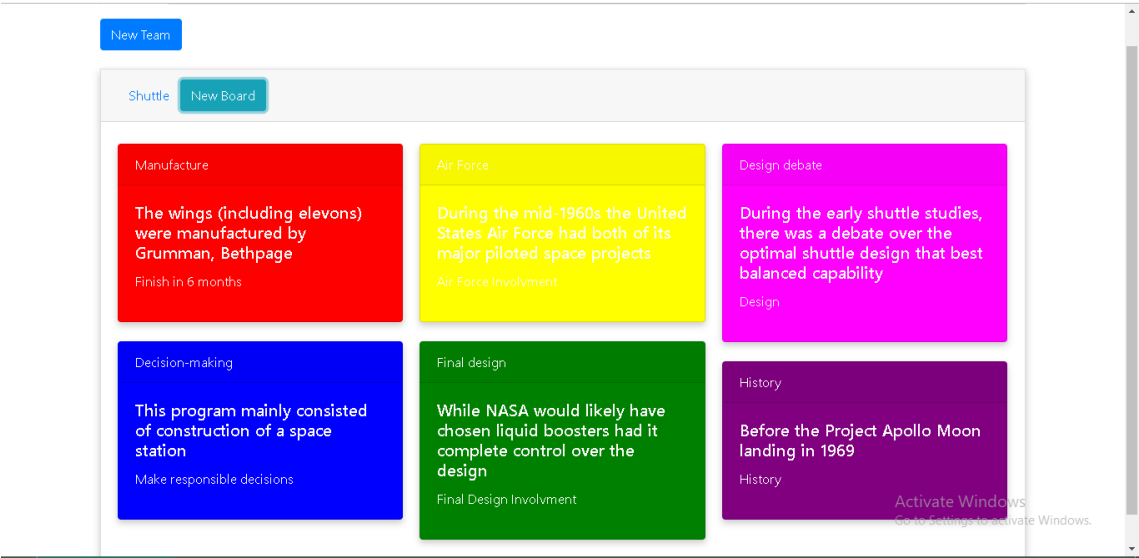 New Team
Shuttle
New Board
Manufacture
The wings (including elevons)
were manufactured by
Grumman, Bethpage
Finish in 6 months
Air Force
During the mid-1960s the United
States Air Force had both of its
major piloted space projects
Air Force Involvment
Design debate
During the early shuttle studies,
there was a debate over the
optimal shuttle design that best
balanced capability
Design
Decision-making
This program mainly consisted
of construction of a space
station
Make responsible decisions
Final design
While NASA would likely have
chosen liquid boosters had it
complete control over the
design
Final Design Involvment
History
Before the Project Apollo Moon
landing in 1969
History
Activate Windows
Go to Settings to activate Windows.